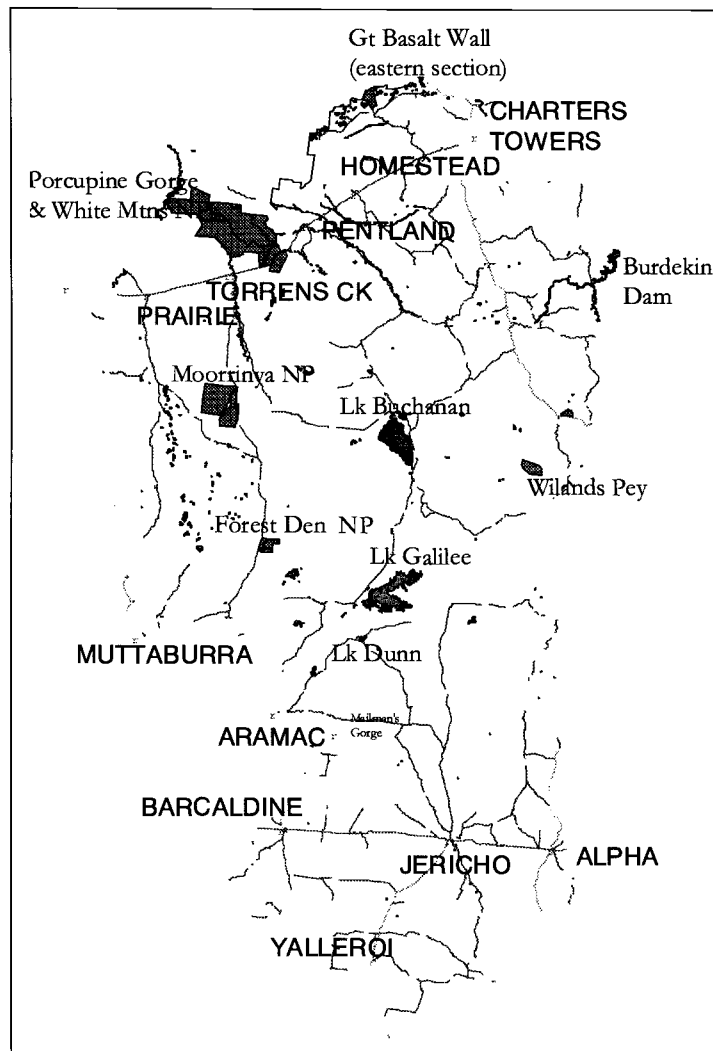 Gt Basalt Wall
(eastern section)
CHARTERS
TOWERS
HOMESTEAD
Porcupine Gorge
& White Mtns NP
PENTLAND
Burdekin
Dam
TORRENS CK
PRAIRIE
Moorrinya NP
Lk Buchanan
Wilands Pey
Forest Den NP
Lk Galilee
MUTTABURRA
Lk Dunn
Mailman's
Gorge
ARAMAC
BARCALDINE
JERICHO
ALPHA
YALLEROI